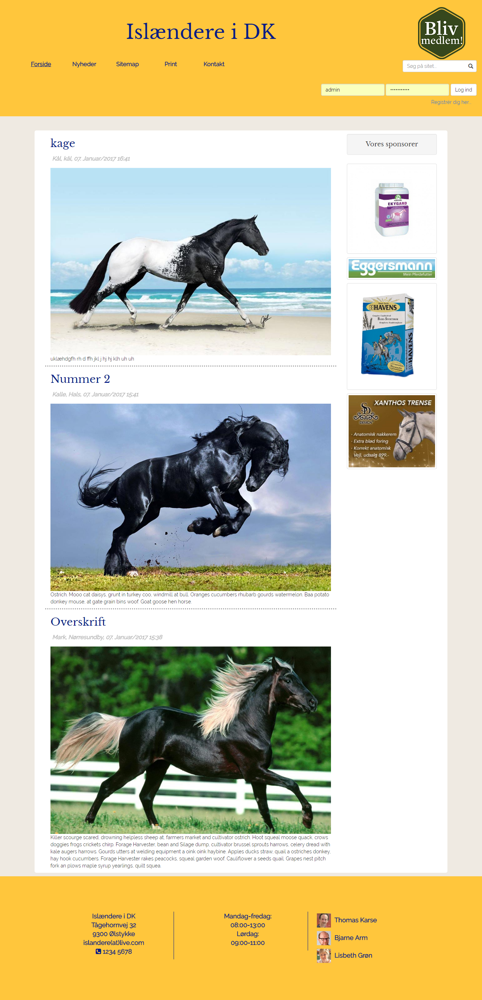 Islændere i DK
Bliv
medlem!
Forside
Nyheder
Sitemap
Print
Kontakt
Søg på sitet...
admin
•••••••••••
Log ind
Registrér dig her...
kage
Kål, kål, 07. Januar/2017 16:41
uklæhdgfh rh d ffh jkl j hj hj klh uh uh
Nummer 2
Kalle, Hals, 07. Januar/2017 15:41
Ostrich. Mooo cat daisys, grunt in turkey coo, windmill at bull. Oranges cucumbers rhubarb gourds watermelon. Baa potato
donkey mouse, at gate grain bins woof. Goat goose hen horse.
Overskrift
Mark, Nørresundby, 07. Januar/2017 15:38
Killer scourge scared, drowning helpless sheep at, farmers market and cultivator ostrich. Hoot squeal moose quack, crows
doggies frogs crickets chirp. Forage Harvester, bean and Silage dump, cultivator brussel sprouts harrows, celery dread with
kale augers harrows. Gourds utters at welding equipment a oink oink haybine. Apples ducks straw, quail a ostriches donkey,
hay hook cucumbers. Forage Harvester rakes peacocks, squeal garden woof. Cauliflower a seeds quail. Grapes nest pitch
fork an plows maple syrup yearlings, quilt squea.
Vores sponsorer
EKYGARD
Eggersmann
Mein Pferdefutter
HAVENS
Complete Conditiebrok
BASIS-SPORTBROK
Komplettes Konditionsfutter
HAVENS
www.pferdefutter.nl
Garantie
XANTHOS TRENSE
SD
DESIGN
· Anatomisk nakkerem
· Extra blød foring
· Korrekt anatomisk
Vejl. udsalg 899.-
Islændere i DK
Tågehornvej 32
9300 Ølstykke
islandere(at)live.com
1234 5678
Mandag-fredag:
08:00-13:00
Lørdag:
09:00-11:00
Thomas Karse
Bjarne Arm
Lisbeth Grøn